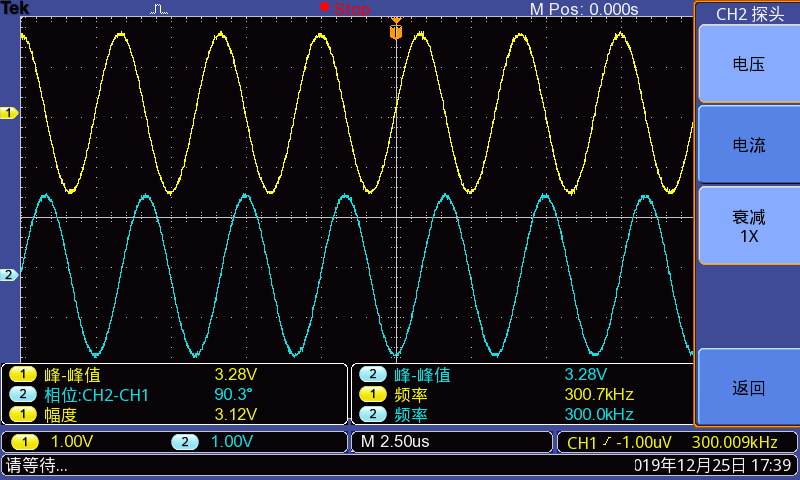 Tek Stop M Pos: 0.000s
CH2 探头
T
电压
1
电流
衰减
1X
2
返回
1 峰-峰值 3.28V
2 相位:CH2-CH1 90.3°
1 幅度 3.12V
2 峰-峰值 3.28V
1 频率 300.7kHz
2 频率 300.0kHz
1 1.00V 2 1.00V M 2.50us CH1 -1.00uV 300.009kHz
请等待... 019年12月25日 17:39